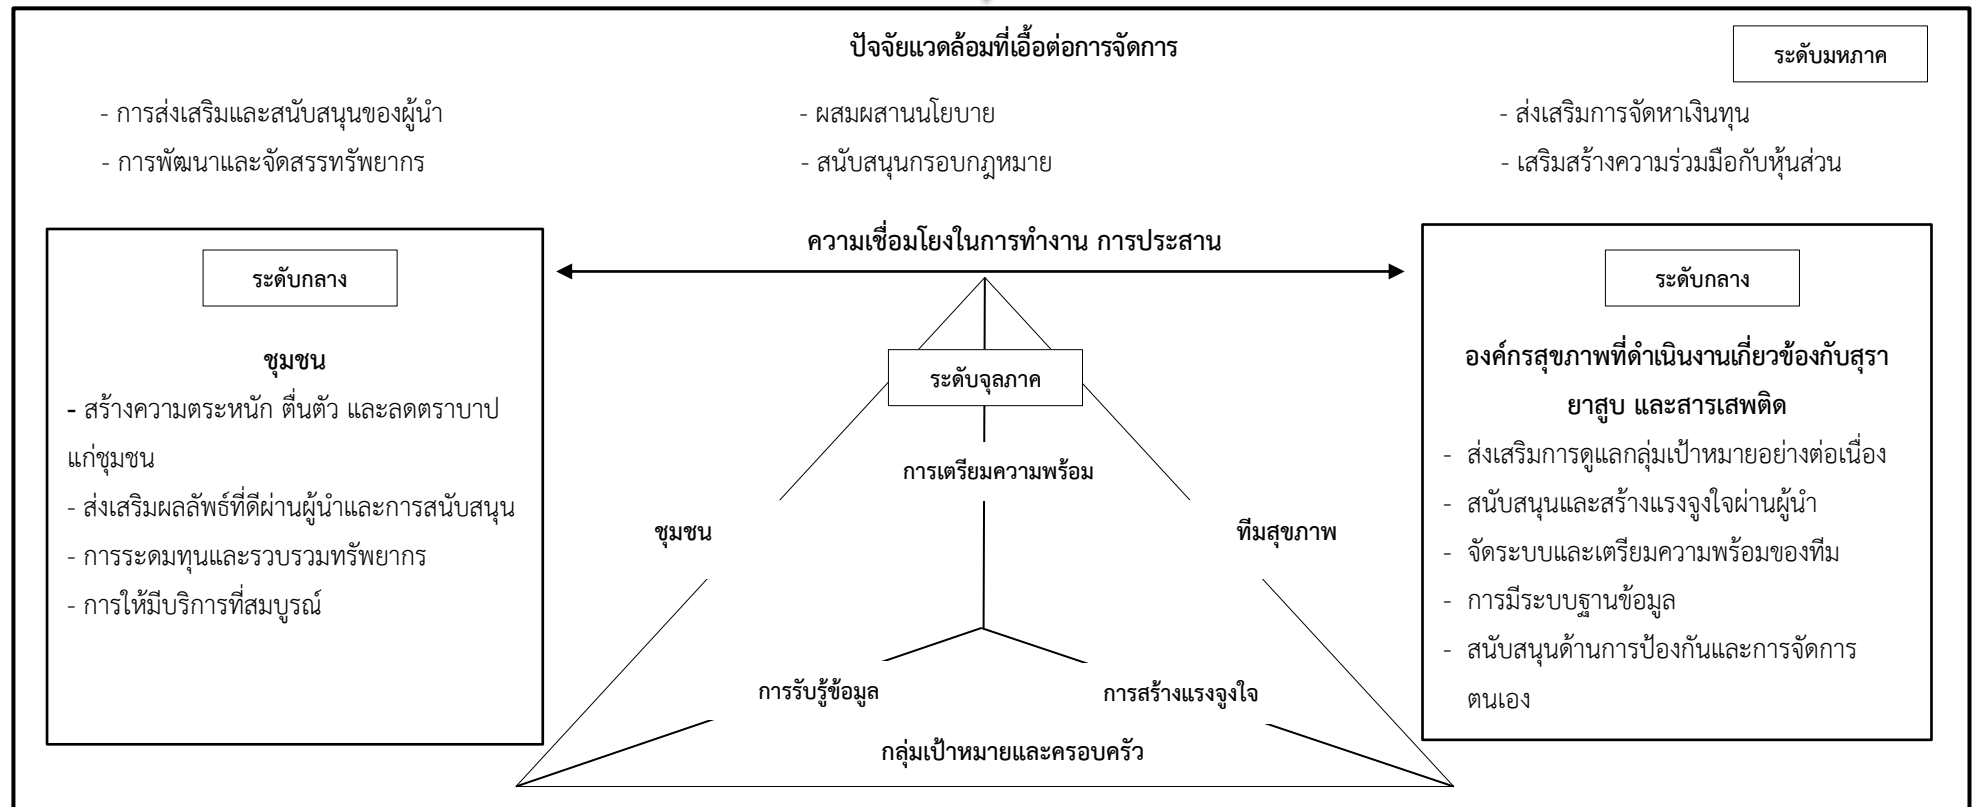 ปัจจัยแวดล้อมที่เอื้อต่อการจัดการ
ระดับมหภาค
- การส่งเสริมและสนับสนุนของผู้นำ
- ผสมผสานนโยบาย
- ส่งเสริมการจัดหาเงินทุน
- การพัฒนาและจัดสรรทรัพยากร
- สนับสนุนกรอบกฎหมาย
- เสริมสร้างความร่วมมือกับหุ้นส่วน
ความเชื่อมโยงในการทำงาน การประสาน
ระดับกลาง
ชุมชน
- สร้างความตระหนัก ตื่นตัว และลดตราบาป
แก่ชุมชน
- ส่งเสริมผลลัพธ์ที่ดีผ่านผู้นำและการสนับสนุน
- การระดมทุนและรวบรวมทรัพยากร
- การให้มีบริการที่สมบูรณ์
ระดับจุลภาค
การเตรียมความพร้อม
ชุมชน
ทีมสุขภาพ
การรับรู้ข้อมูล
การสร้างแรงจูงใจ
กลุ่มเป้าหมายและครอบครัว
ระดับกลาง
องค์กรสุขภาพที่ดำเนินงานเกี่ยวข้องกับสุรา
ยาสูบ และสารเสพติด
- ส่งเสริมการดูแลกลุ่มเป้าหมายอย่างต่อเนื่อง
- สนับสนุนและสร้างแรงจูงใจผ่านผู้นำ
- จัดระบบและเตรียมความพร้อมของทีม
- การมีระบบฐานข้อมูล
- สนับสนุนด้านการป้องกันและการจัดการ
ตนเอง